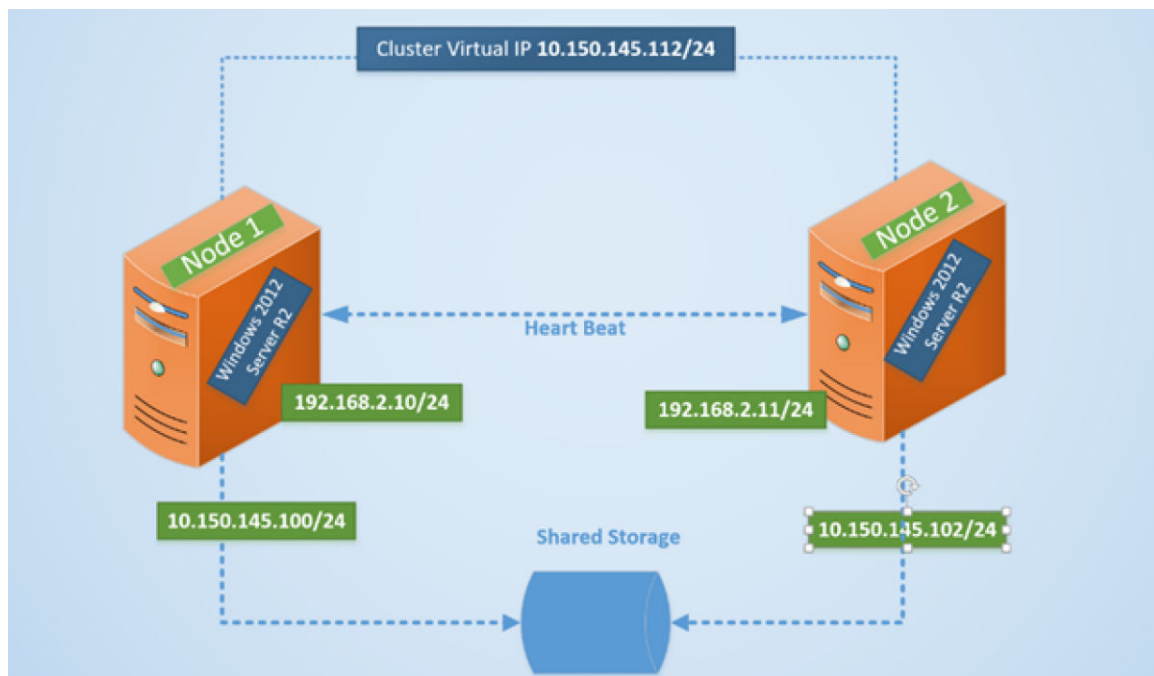 Cluster Virtual IP 10.150.145.112/24
Node 1
Node 2
Windows 2012
Server R2
Windows 2012
Server R2
Heart Beat
192.168.2.10/24
192.168.2.11/24
10.150.145.100/24
10.150.145.102/24
Shared Storage